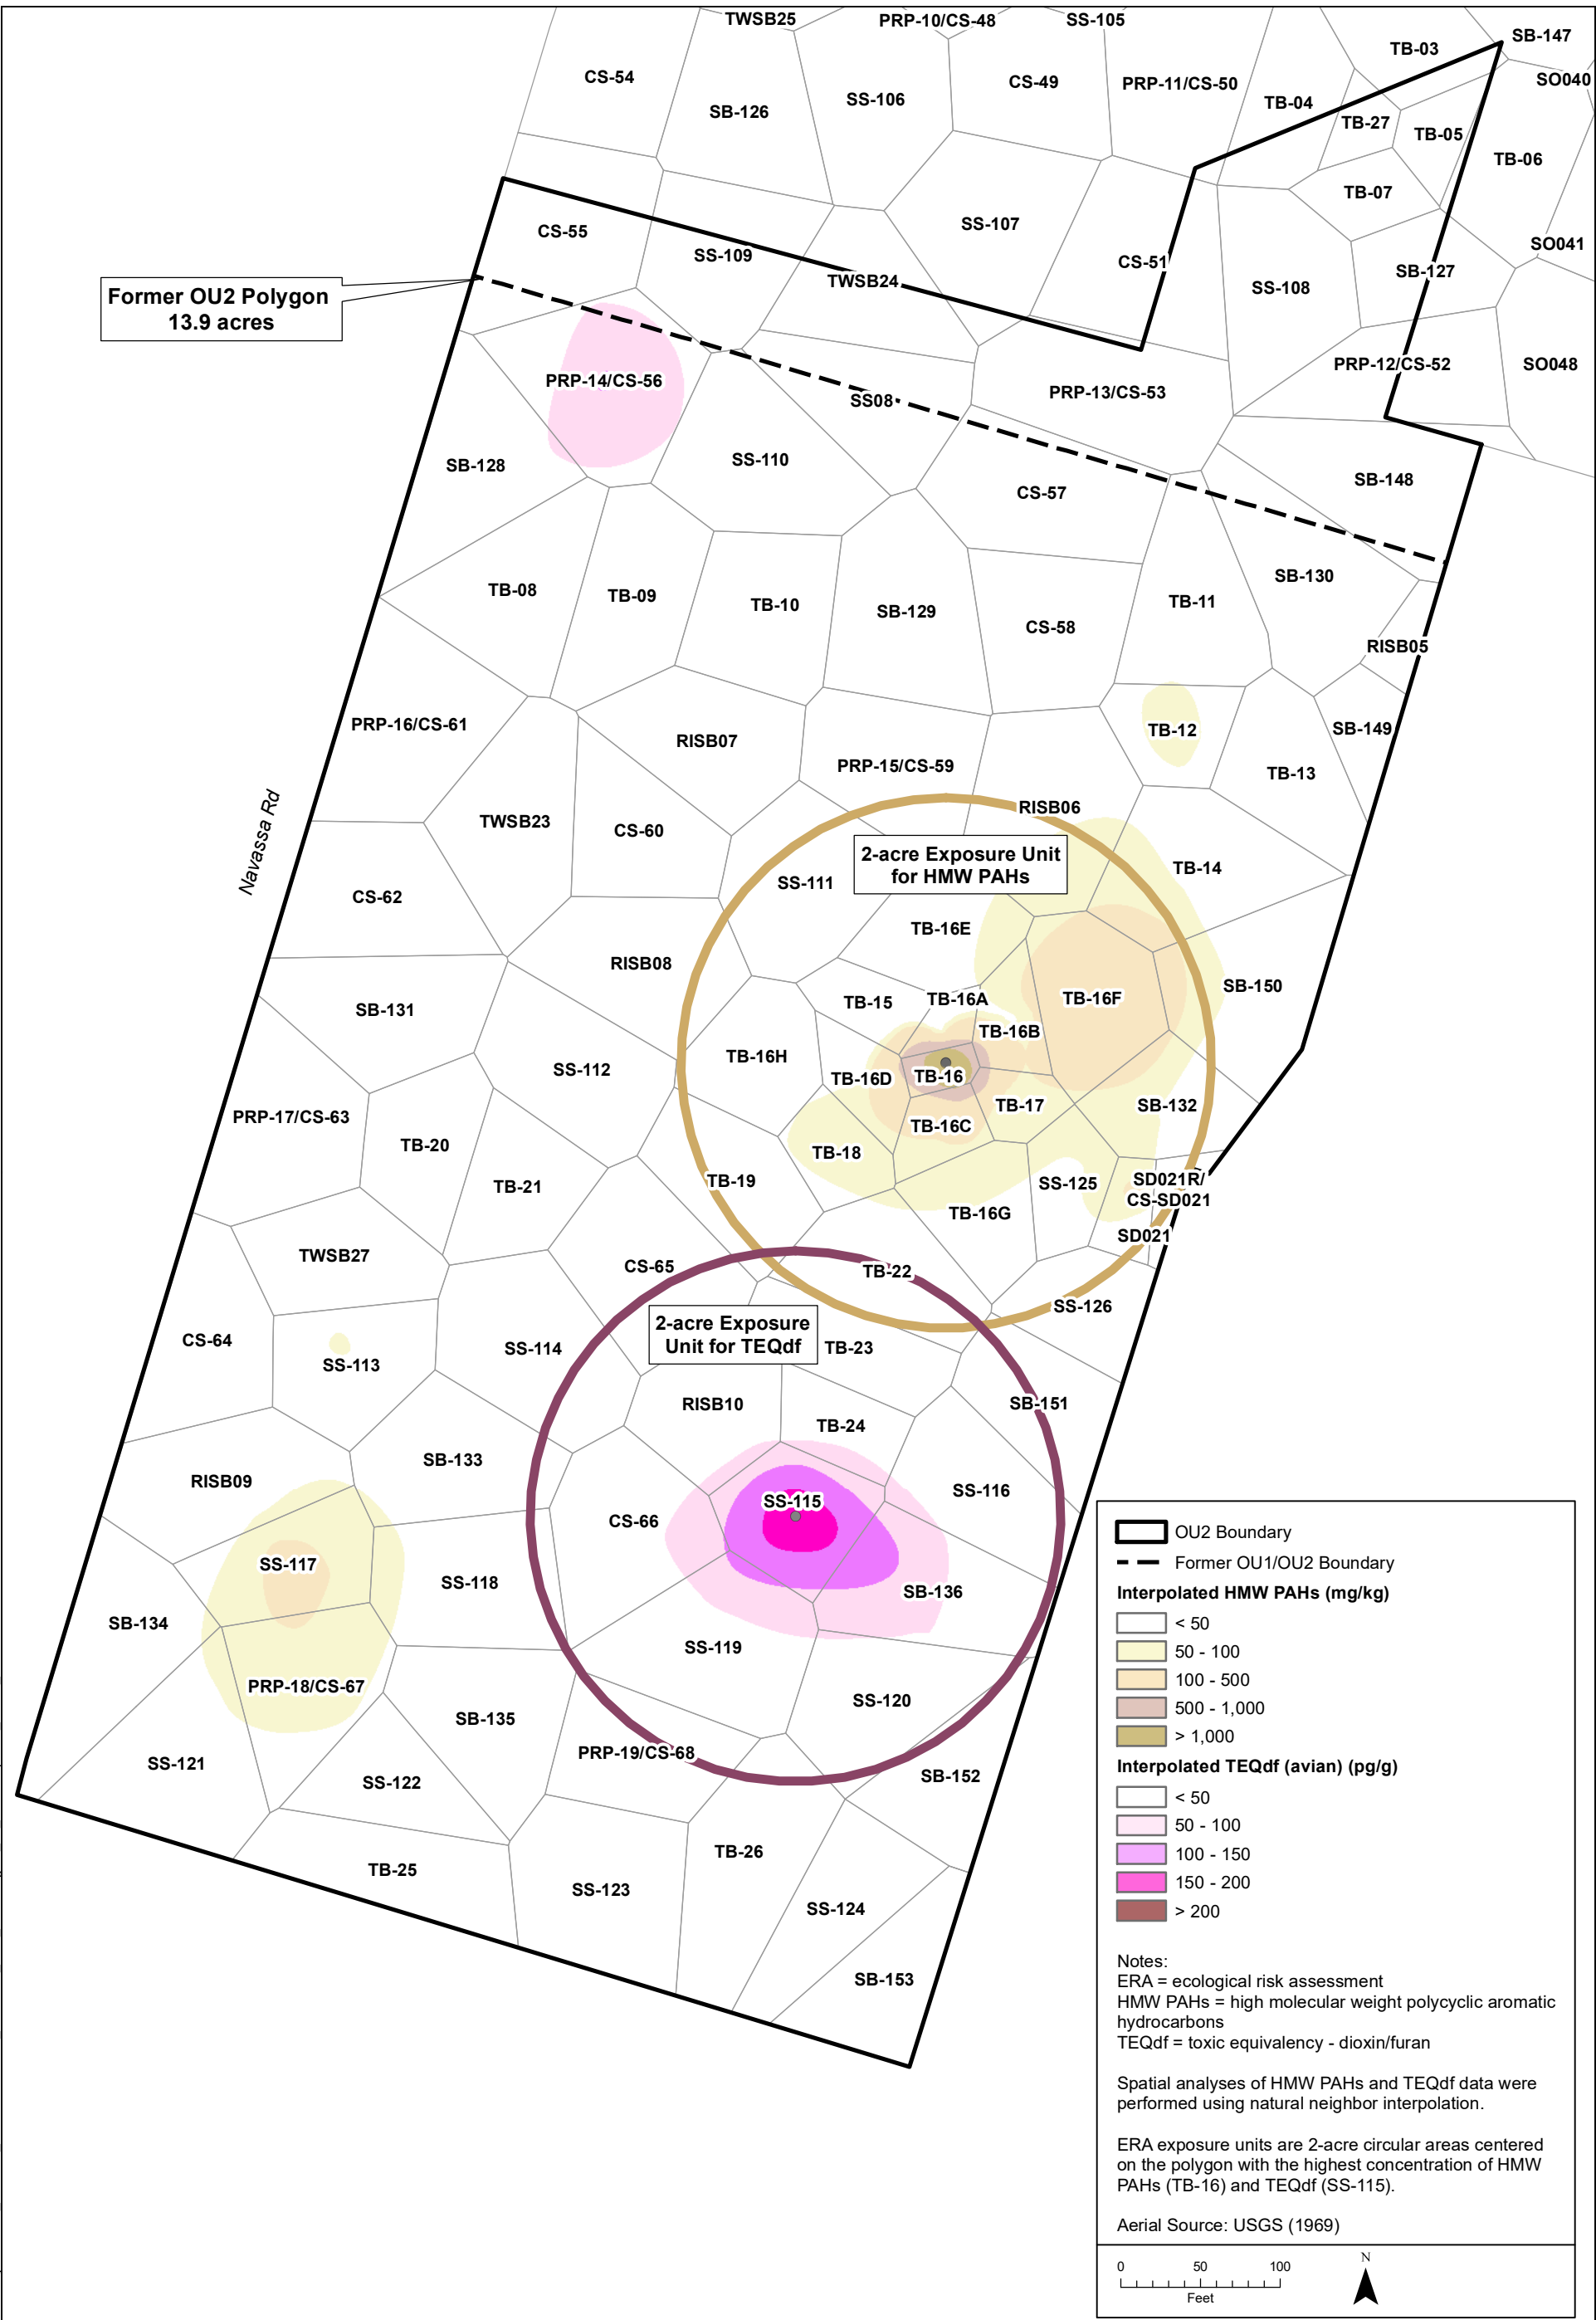 TWSB25
PRP-10/CS-48
SS-105
TB-03
SB-147
CS-54
SO040
SB-126
SS-106
CS-49
PRP-11/CS-50
TB-04
TB-27
TB-05
TB-06
TB-07
CS-55
SS-109
SS-107
CS-51
SO041
TWSB24
SS-108
SB-127
Former OU2 Polygon
13.9 acres
PRP-14/CS-56
SS08
PRP-13/CS-53
PRP-12/CS-52
SO048
SB-128
SS-110
CS-57
SB-148
TB-08
TB-09
TB-10
SB-129
CS-58
TB-11
SB-130
RISB05
PRP-16/CS-61
RISB07
PRP-15/CS-59
TB-12
SB-149
TB-13
Navassa Rd
TWSB23
CS-60
RISB06
2-acre Exposure Unit
for HMW PAHs
CS-62
SS-111
TB-14
TB-16E
RISB08
SB-131
TB-15
TB-16A
TB-16F
SB-150
TB-16B
SS-112
TB-16H
TB-16D
TB-16
PRP-17/CS-63
TB-17
SB-132
TB-16C
TB-20
TB-18
TB-21
TB-19
SS-125
SD021R/
CS-SD021
TB-16G
SD021
TWSB27
CS-65
TB-22
SS-126
2-acre Exposure
Unit for TEQdf
CS-64
SS-113
SS-114
TB-23
RISB10
SB-151
TB-24
RISB09
SB-133
SS-116
SS-115
CS-66
SS-117
SS-118
SB-136
SB-134
SS-119
PRP-18/CS-67
SS-120
SB-135
SS-121
SS-122
PRP-19/CS-68
SB-152
TB-25
SS-123
TB-26
SS-124
SB-153
OU2 Boundary
Former OU1/OU2 Boundary
Interpolated HMW PAHs (mg/kg)
< 50
50 - 100
100 - 500
500 - 1,000
> 1,000
Interpolated TEQdf (avian) (pg/g)
< 50
50 - 100
100 - 150
150 - 200
> 200
Notes:
ERA = ecological risk assessment
HMW PAHs = high molecular weight polycyclic aromatic
hydrocarbons
TEQdf = toxic equivalency - dioxin/furan
Spatial analyses of HMW PAHs and TEQdf data were
performed using natural neighbor interpolation.
ERA exposure units are 2-acre circular areas centered
on the polygon with the highest concentration of HMW
PAHs (TB-16) and TEQdf (SS-115).
Aerial Source: USGS (1969)
0 50 100
Feet
N